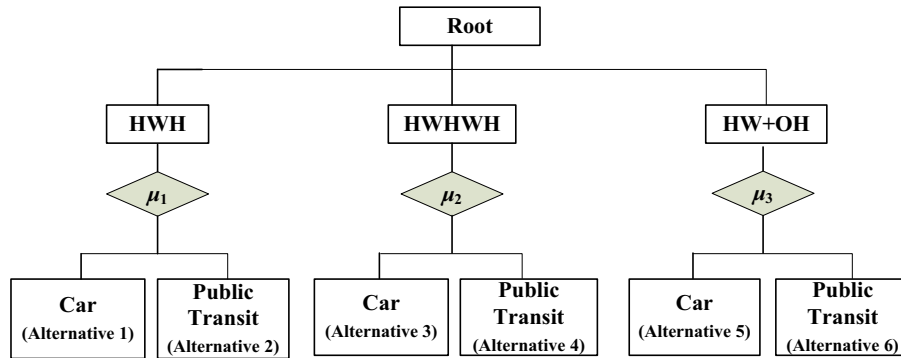 Root
HWH
HWHWH
HW+OH
μ1
μ2
μ3
Car
(Alternative 1)
Public
Transit
(Alternative 2)
Car
(Alternative 3)
Public
Transit
(Alternative 4)
Car
(Alternative 5)
Public
Transit
(Alternative 6)